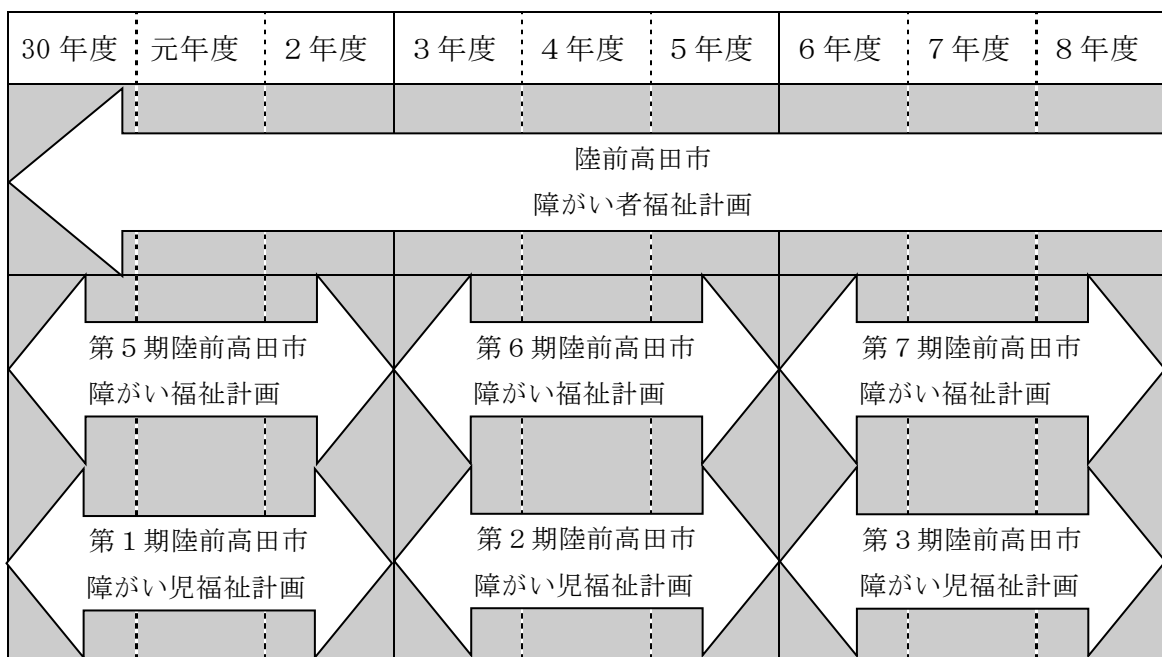 30年度 元年度 2年度 3年度 4年度 5年度 6年度 7年度 8年度
陸前高田市
障がい者福祉計画
第5期陸前高田市
障がい福祉計画
第6期陸前高田市
障がい福祉計画
第7期陸前高田市
障がい福祉計画
第1期陸前高田市
障がい児福祉計画
第2期陸前高田市
障がい児福祉計画
第3期陸前高田市
障がい児福祉計画